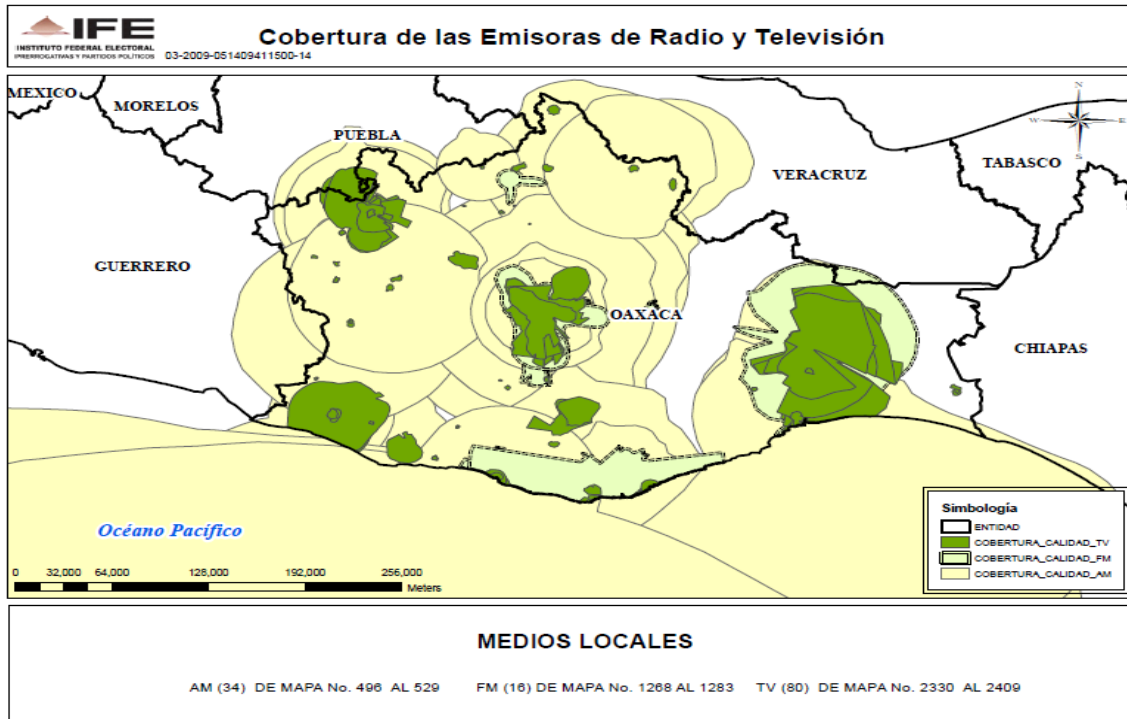 IFE
INSTITUTO FEDERAL ELECTORAL
PRERROGATIVAS Y PARTIDOS POLÍTICOS
03-2009-051409411500-14
Cobertura de las Emisoras de Radio y Televisión
MEXICO
MORELOS
PUEBLA
VERACRUZ
TABASCO
N
W E
S
GUERRERO
OAXACA
CHIAPAS
Océano Pacífico
0 32,000 64,000 128,000 192,000 256,000
Meters
Simbología
ENTIDAD
COBERTURA_CALIDAD_TV
COBERTURA_CALIDAD_FM
COBERTURA_CALIDAD_AM
MEDIOS LOCALES
AM (34) DE MAPA No. 496 AL 529 FM (16) DE MAPA No. 1268 AL 1283 TV (80) DE MAPA No. 2330 AL 2409